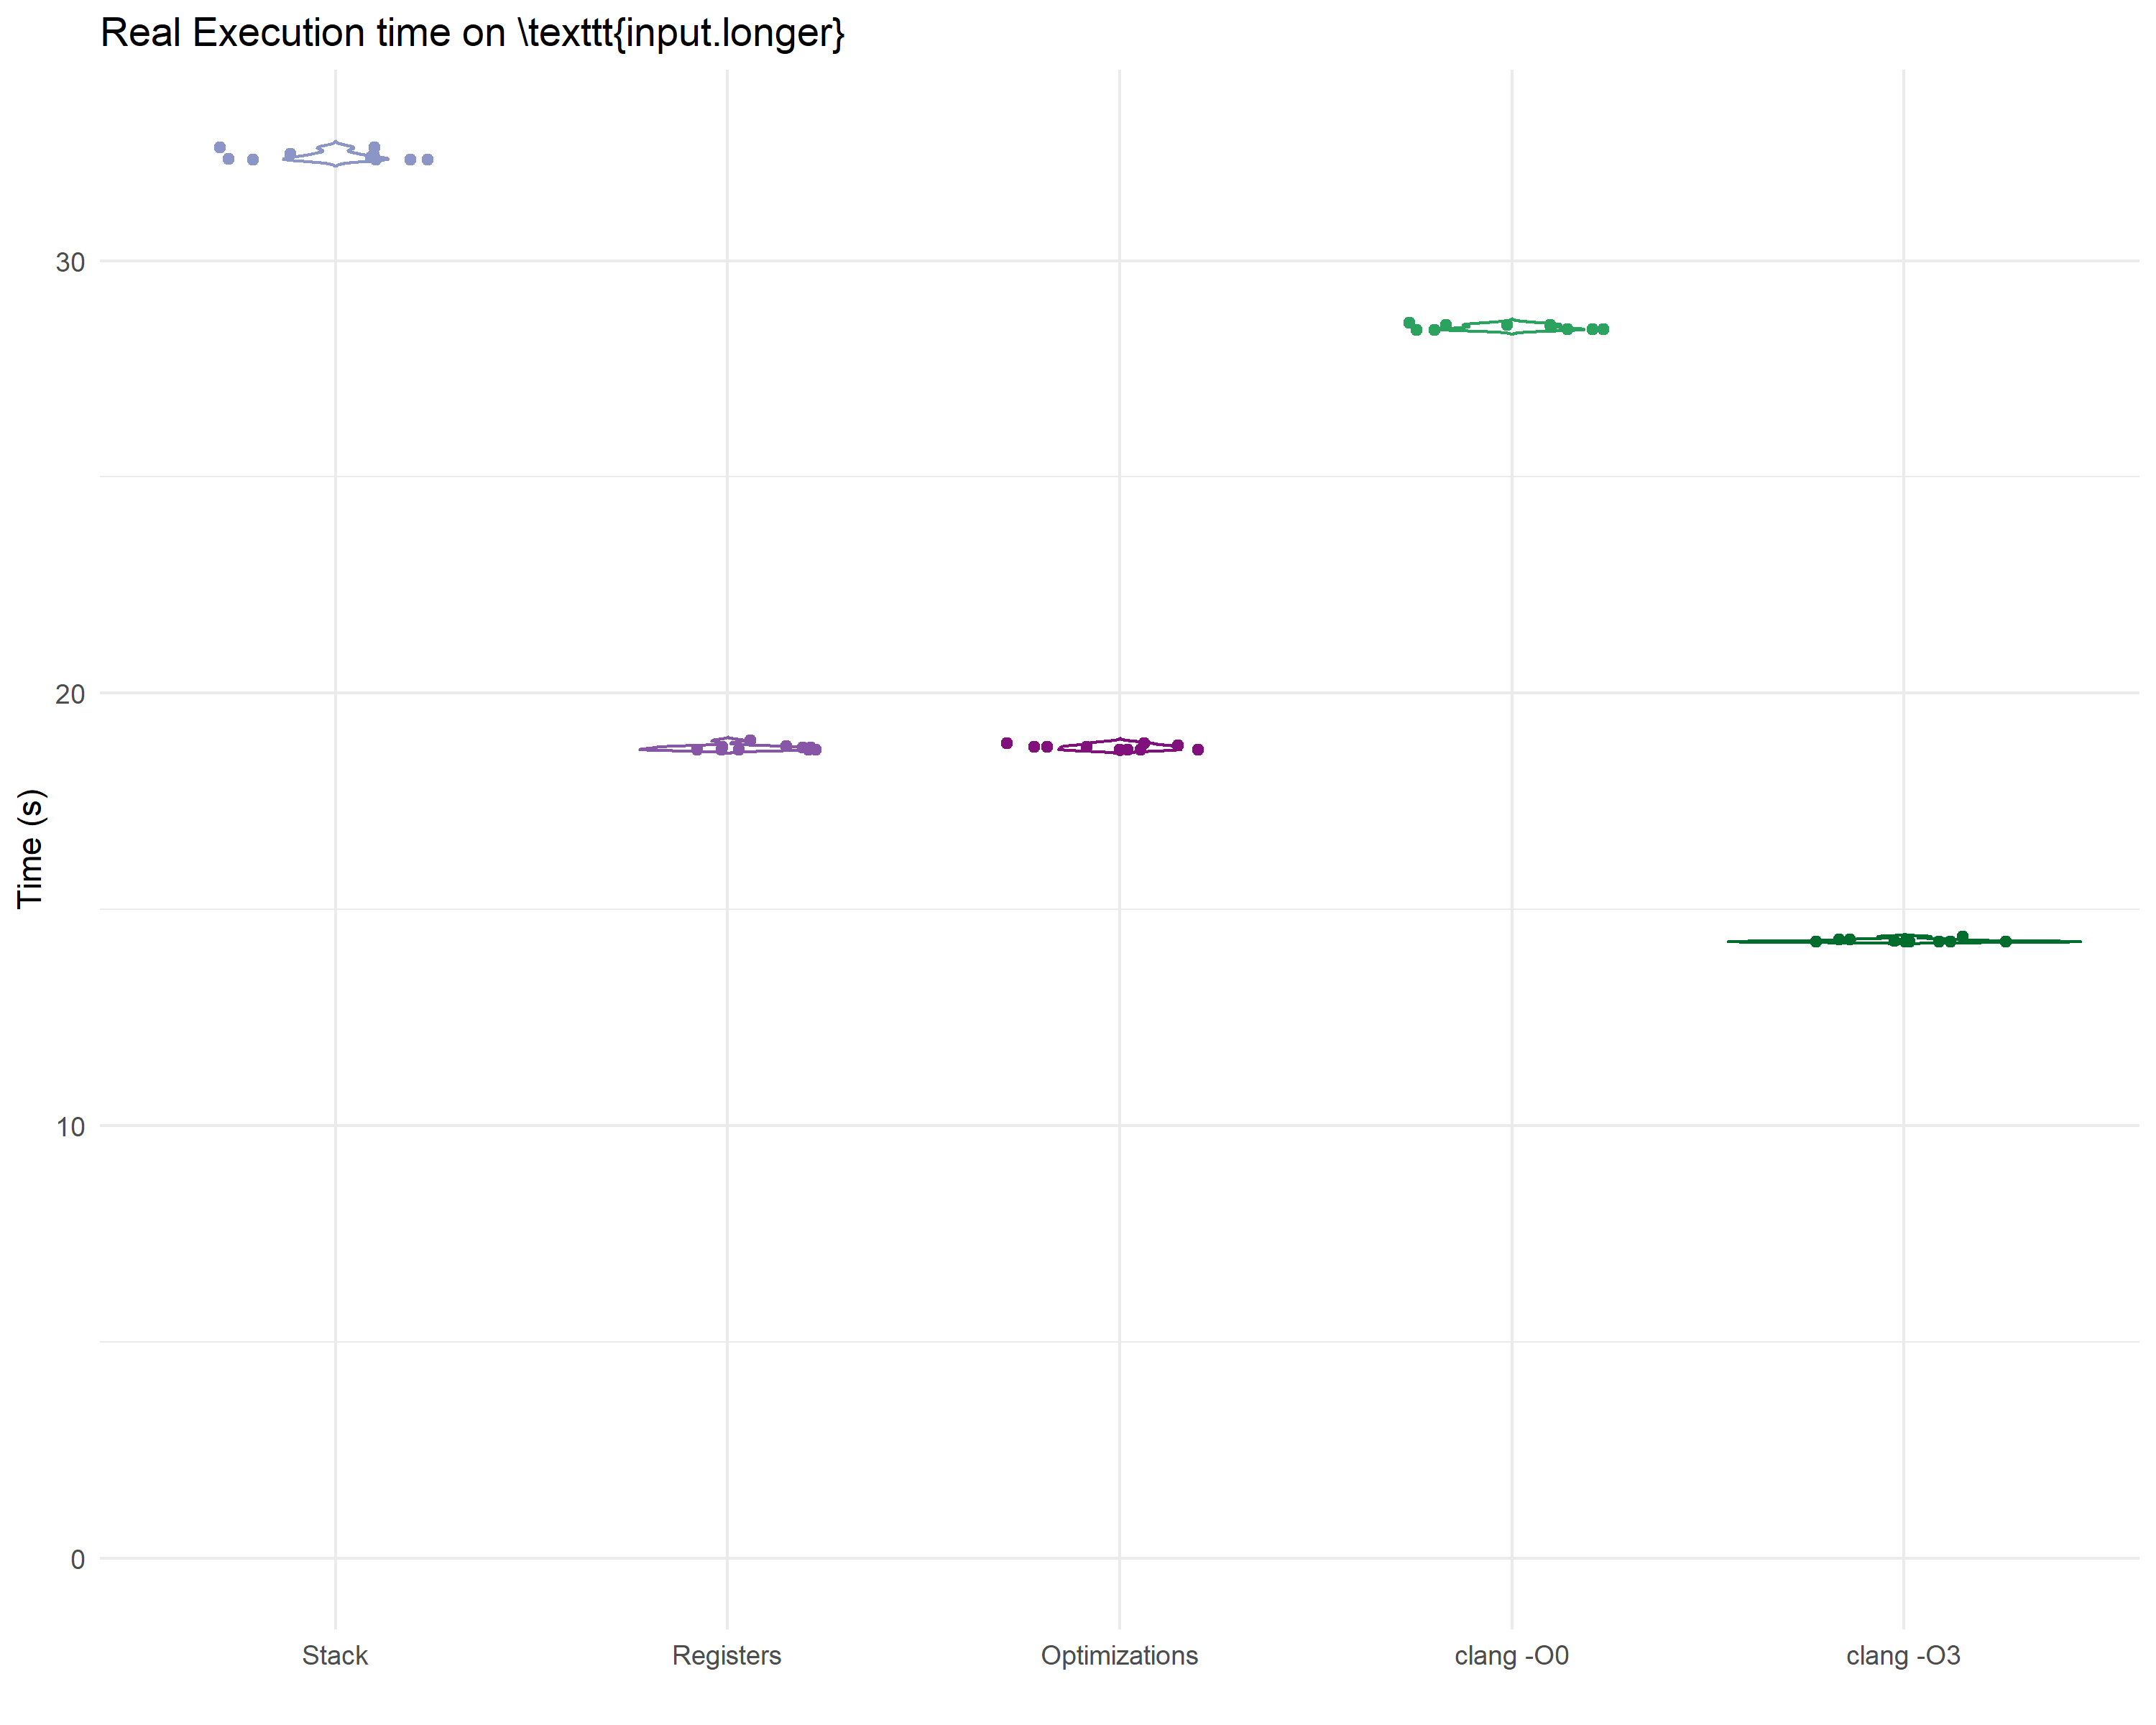 Real Execution time on \texttt{input.longer}
30
20
10
0
Time (s)
Stack
Registers
Optimizations
clang -O0
clang -O3